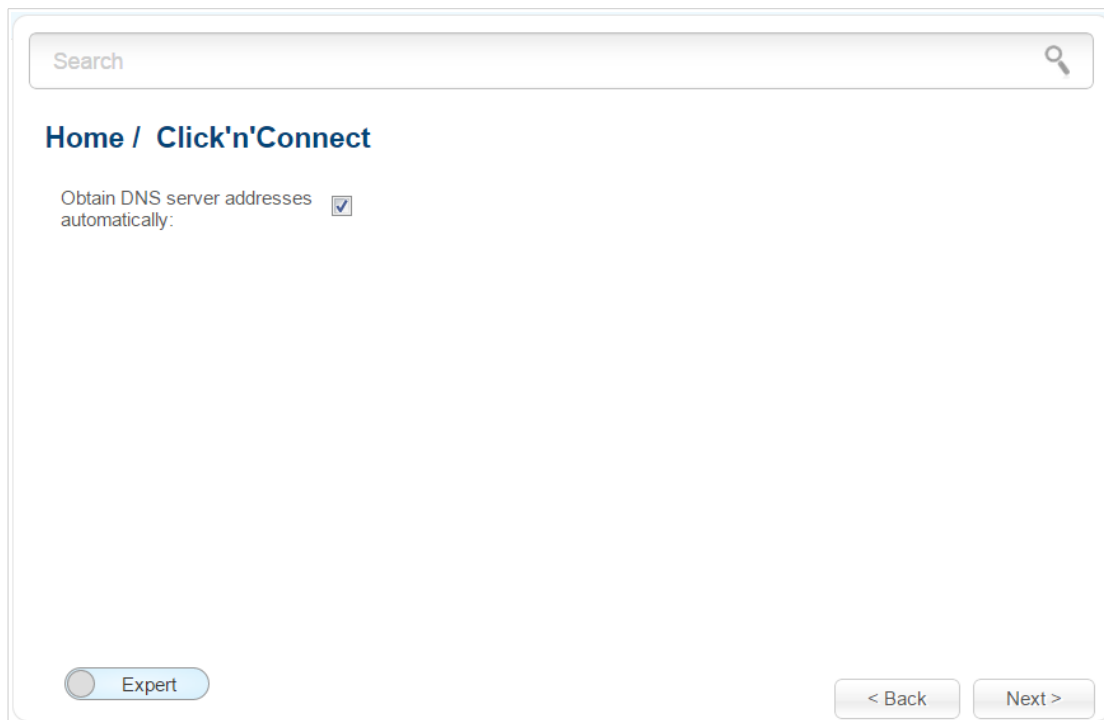 Search
Home /  Click'n'Connect
Obtain DNS server addresses
automatically:
Expert
< Back
Next >